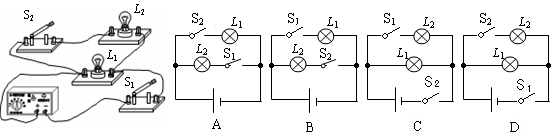 S₂ L₂ S₂ L₁ S₁ L₁ S₁ L₂ S₂ L₂
L₁ L₂ S₁ L₂ S₂ L₁ L₁
S₁ S₂ S₁
A B C D